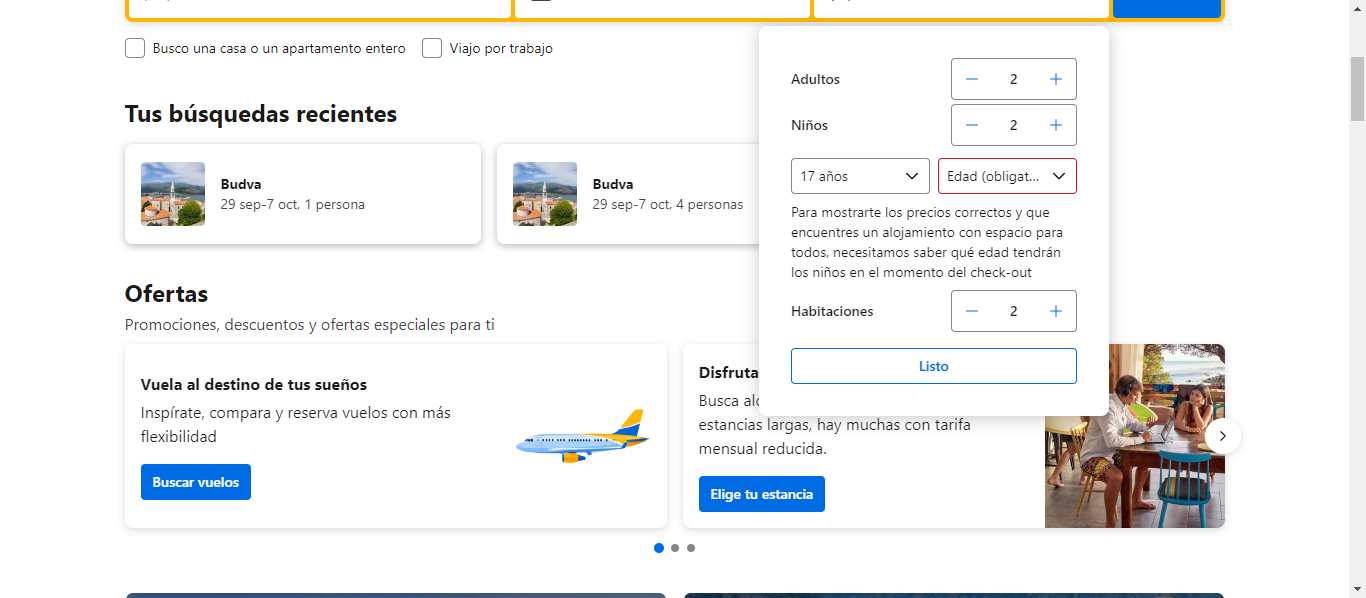 Busco una casa o un apartamento entero
Viajo por trabajo
Adultos
2
Niños
2
17 años
Edad (obligat...
Para mostrarte los precios correctos y que
encuentres un alojamiento con espacio para
todos, necesitamos saber qué edad tendrán
los niños en el momento del check-out
Habitaciones
2
Listo
Tus búsquedas recientes
Budva
29 sep-7 oct, 1 persona
Budva
29 sep-7 oct, 4 personas
Ofertas
Promociones, descuentos y ofertas especiales para ti
Vuela al destino de tus sueños
Inspírate, compara y reserva vuelos con más
flexibilidad
Buscar vuelos
Disfruta
Busca
estancias largas, hay muchas con tarifa
mensual reducida.
Elige tu estancia